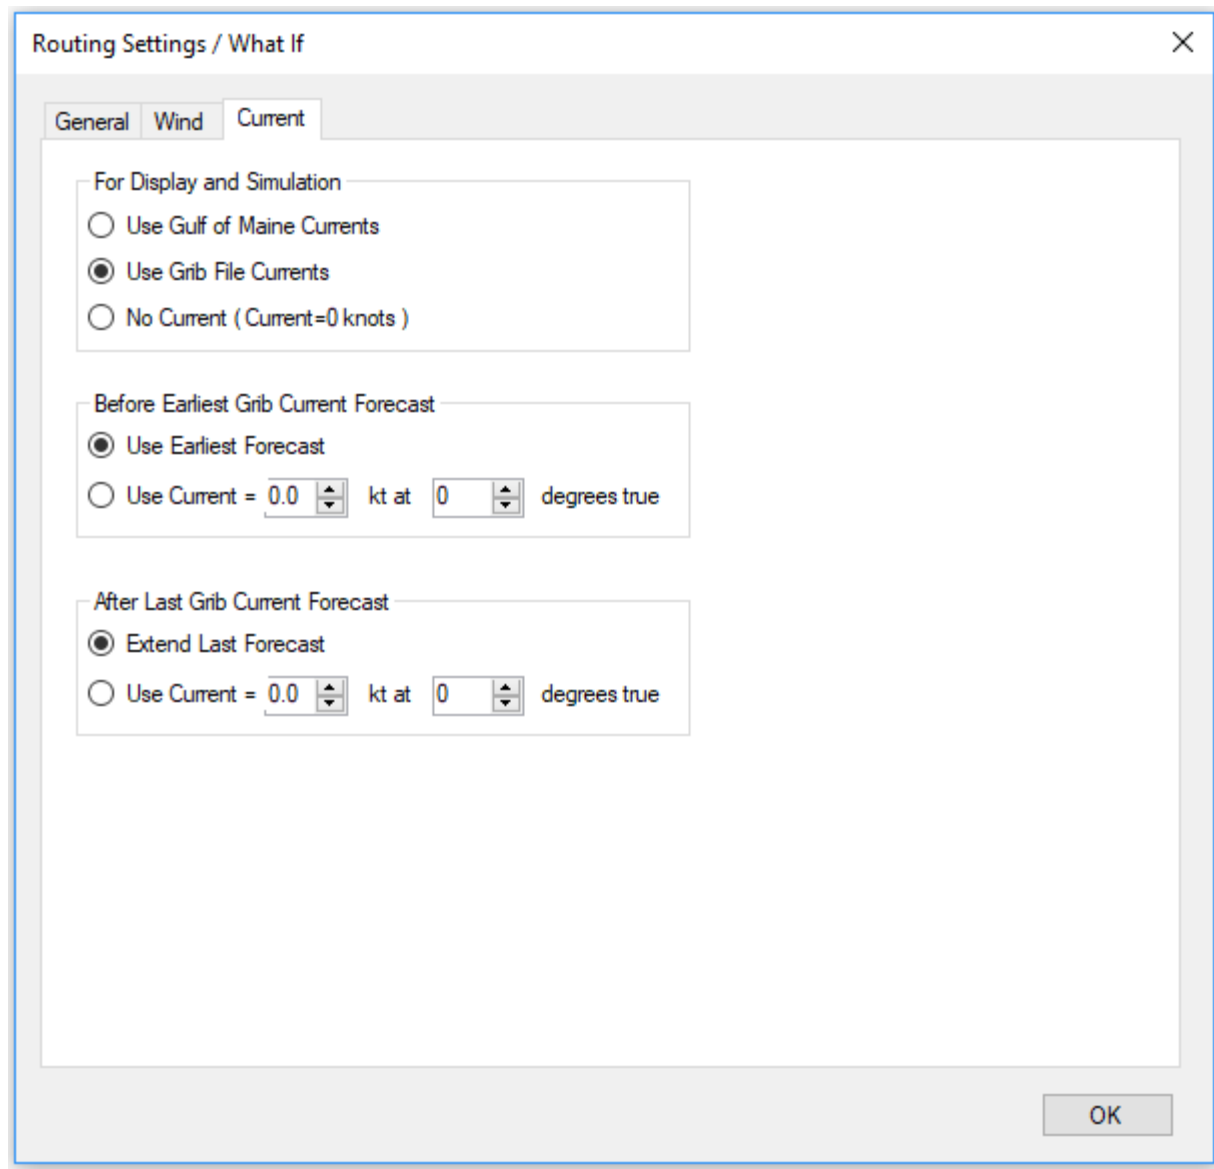 Routing Settings / What If
General Wind Current
For Display and Simulation
Use Gulf of Maine Currents
Use Grib File Currents
No Current ( Current=0 knots )
Before Earliest Grib Current Forecast
Use Earliest Forecast
Use Current = 0.0 kt at 0 degrees true
After Last Grib Current Forecast
Extend Last Forecast
Use Current = 0.0 kt at 0 degrees true
OK